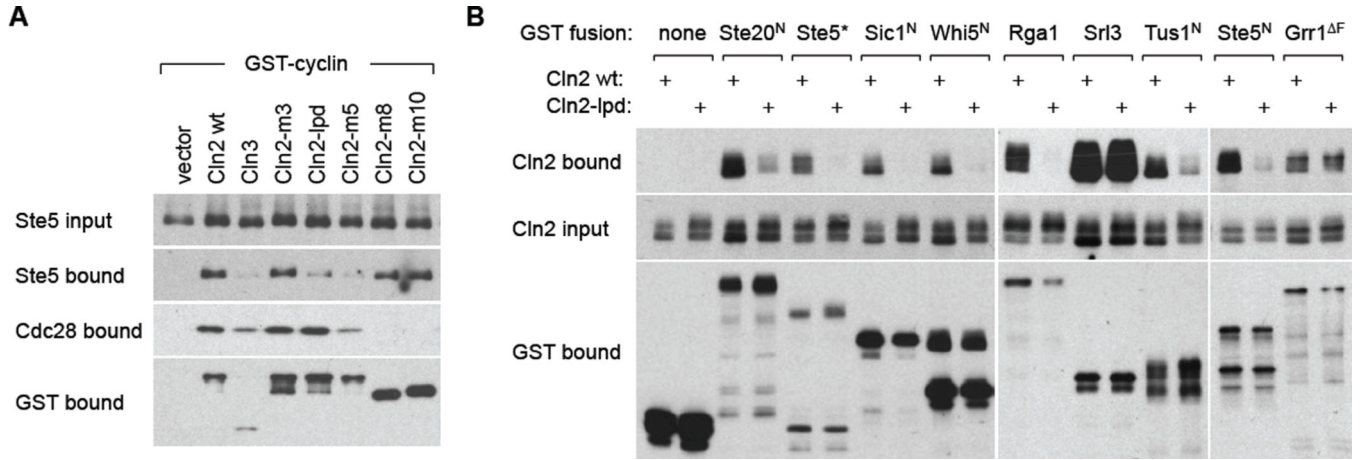 A
GST-cyclin
vector
Cln2 wt
Cln3
Cln2-m3
Cln2-lpd
Cln2-m5
Cln2-m8
Cln2-m10
Ste5 input
Ste5 bound
Cdc28 bound
GST bound
B
GST fusion: none Ste20ᴺ Ste5* Sic1ᴺ Whi5ᴺ Rga1 Srl3 Tus1ᴺ Ste5ᴺ Grr1ΔF
Cln2 wt: + + + + + + + + + +
Cln2-lpd: + + + + + + + + + +
Cln2 bound
Cln2 input
GST bound